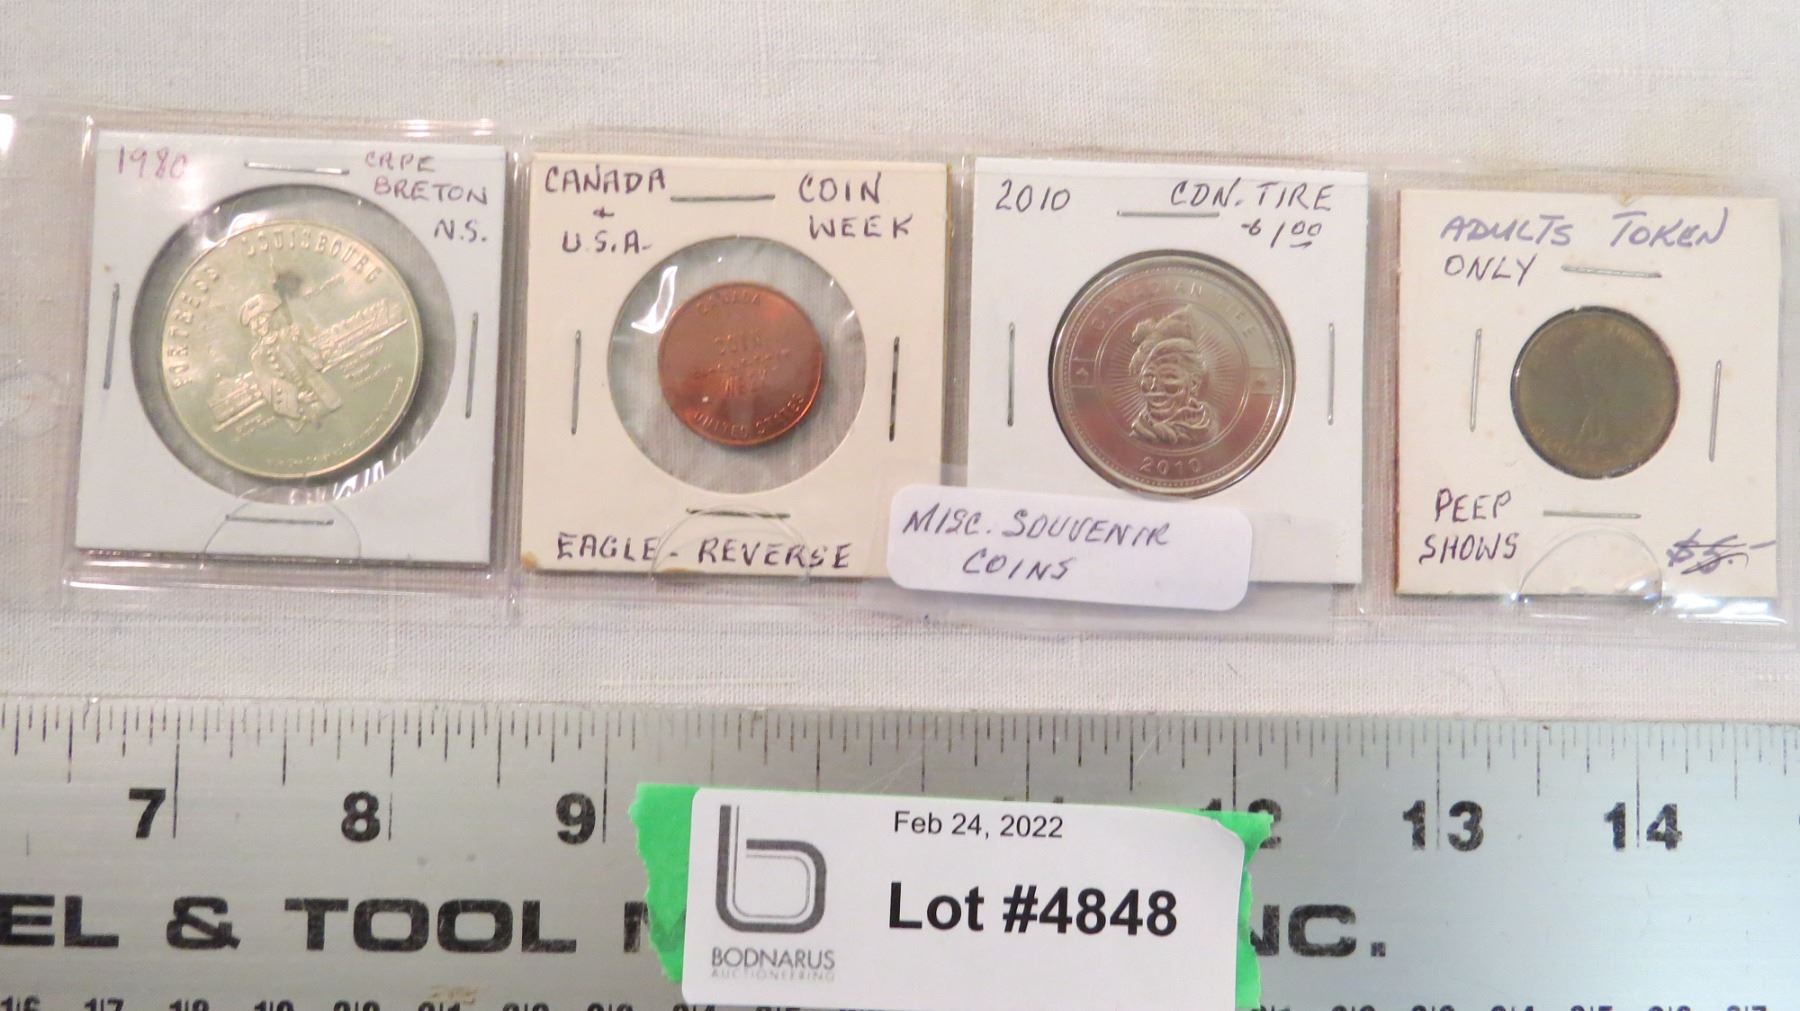 1980
CAPE
BRETON
N.S.
FORTRESS LOUISBOURG
CANADA
&
U.S.A.
COIN
WEEK
CANADA
COIN
WEEK
UNITED STATES
EAGLE - REVERSE
2010
CDN. TIRE
$1.00
CANADIAN TIRE
2010
MISC. SOUVENIR
COINS
ADULTS TOKEN
ONLY
PEEP
SHOWS
$5.-
7 8 9 12 13 14
EL & TOOL
NC.
Feb 24, 2022
Lot #4848
BODNARUS
AUCTIONEERING